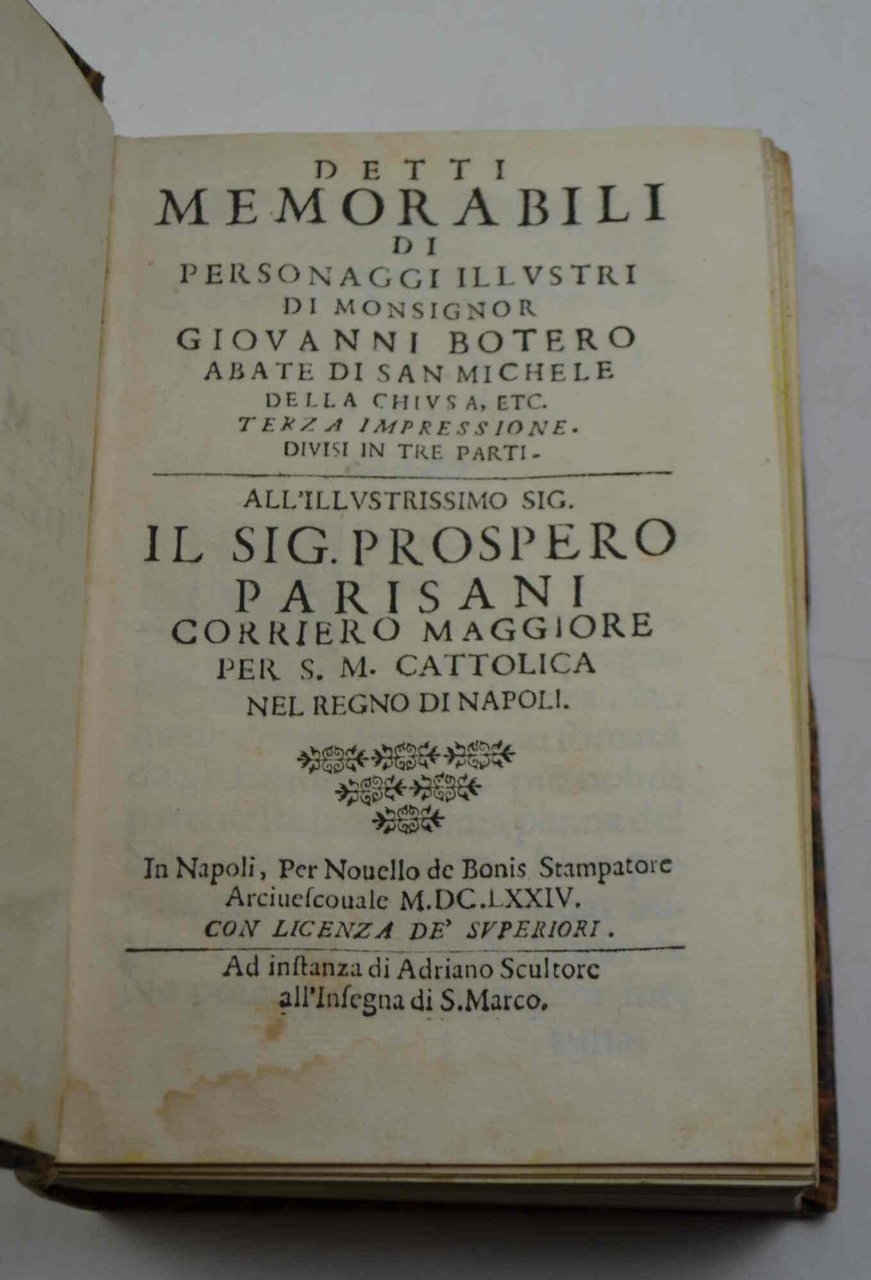 DETTI
MEMORABILI
DI
PERSONAGGI ILLVSTRI
DI MONSIGNOR
GIOVANNI BOTERO
ABATE DI SAN MICHELE
DELLA CHIVSA, ETC.
TERZA IMPRESSIONE.
DIVISI IN TRE PARTI.
ALL'ILLVSTRISSIMO SIG.
IL SIG. PROSPERO
PARISANI
CORRIERO MAGGIORE
PER S. M. CATTOLICA
NEL REGNO DI NAPOLI.
In Napoli, Per Nouello de Bonis Stampatore
Arciueſcouale M.DC.LXXIV.
CON LICENZA DE' SVPERIORI.
Ad inſtanza di Adriano Scultore
all'Inſegna di S. Marco.